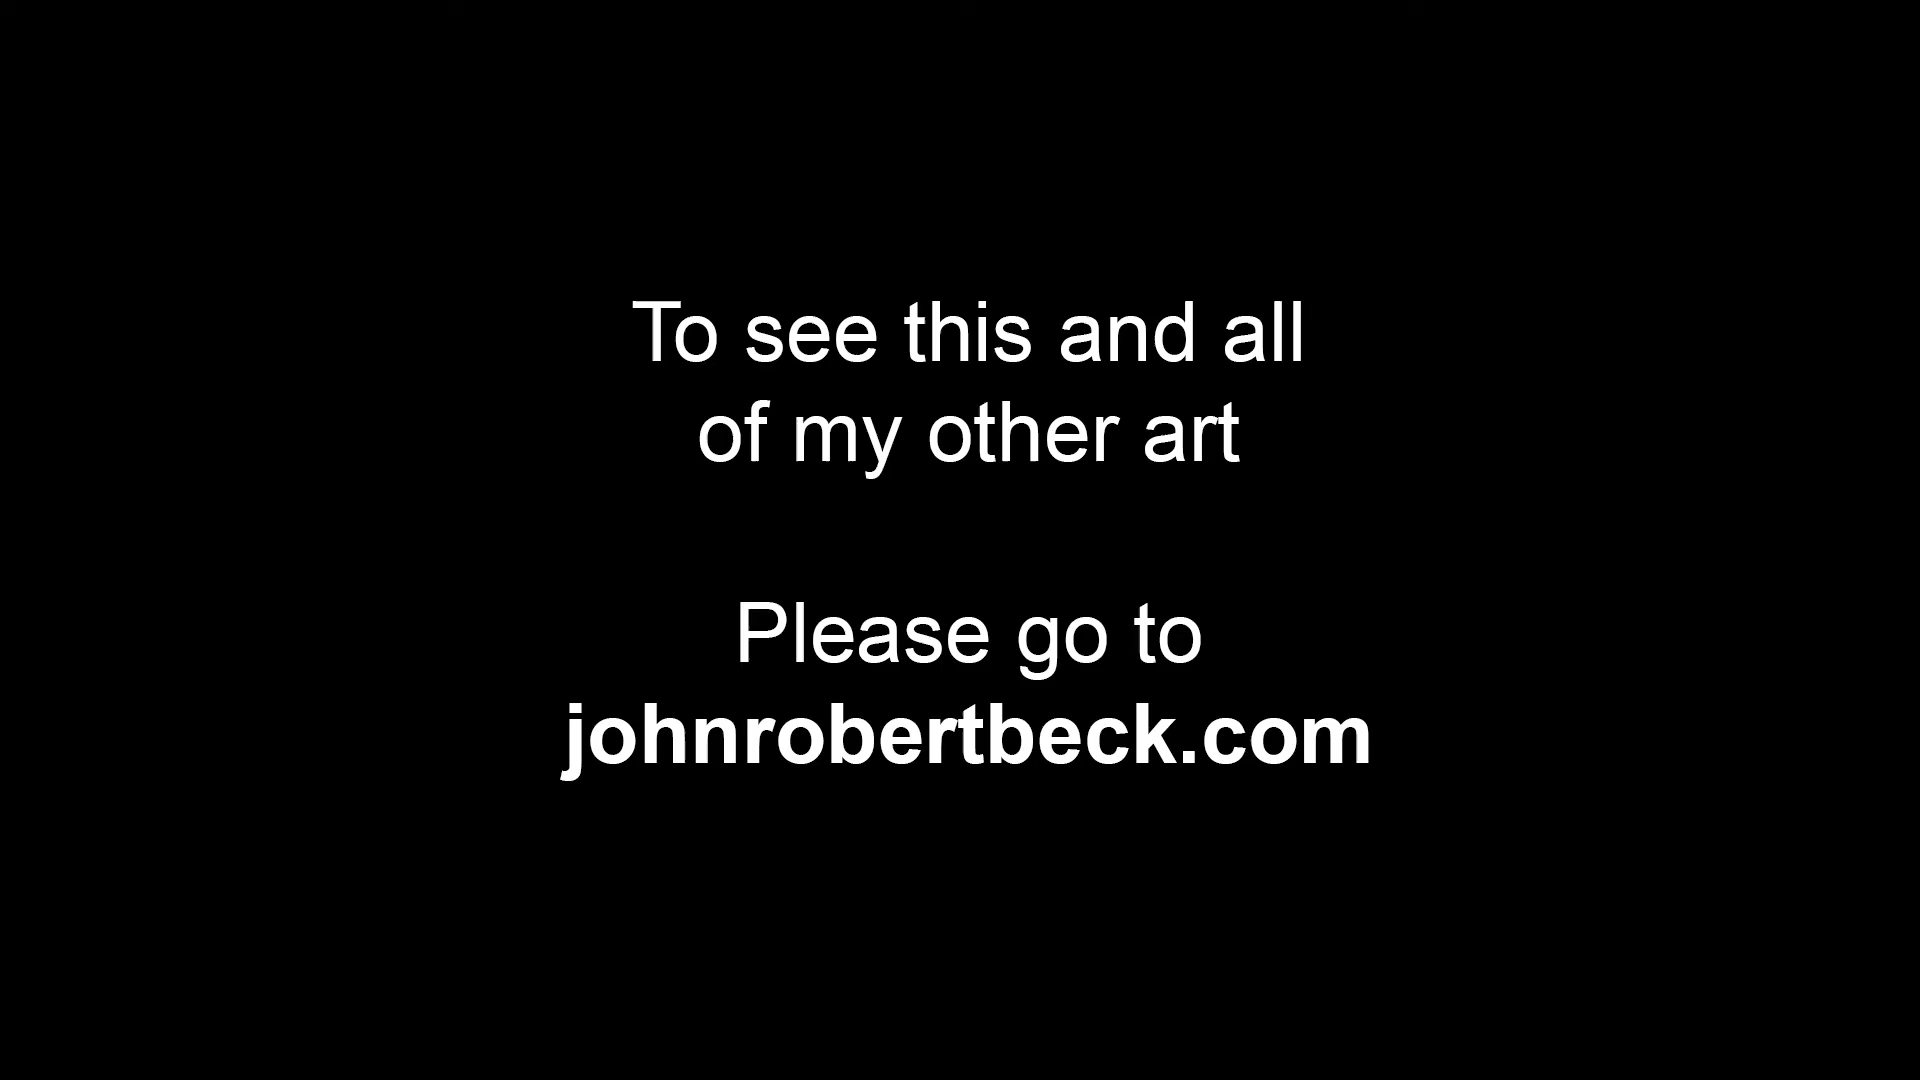 To see this and all
of my other art
Please go to
johnrobertbeck.com